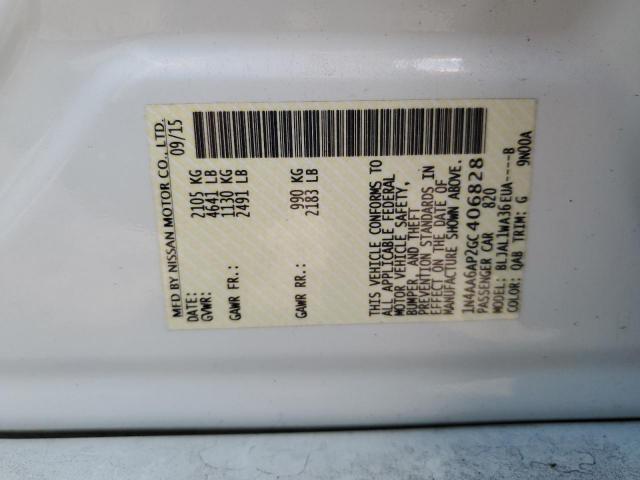 MFD BY NISSAN MOTOR CO., LTD.
DATE: 09/15
GVWR: 2105 KG
4641 LB
GAWR FR.: 1130 KG
2491 LB
GAWR RR.: 990 KG
2183 LB
THIS VEHICLE CONFORMS TO
ALL APPLICABLE FEDERAL
MOTOR VEHICLE SAFETY,
BUMPER, AND THEFT
PREVENTION STANDARDS IN
EFFECT ON THE DATE OF
MANUFACTURE SHOWN ABOVE.
1N4AA6AP2GC406828
PASSENGER CAR 820
MODEL: BLJALLWA36EUA----B
COLOR: QAB TRIM: G 9N00A